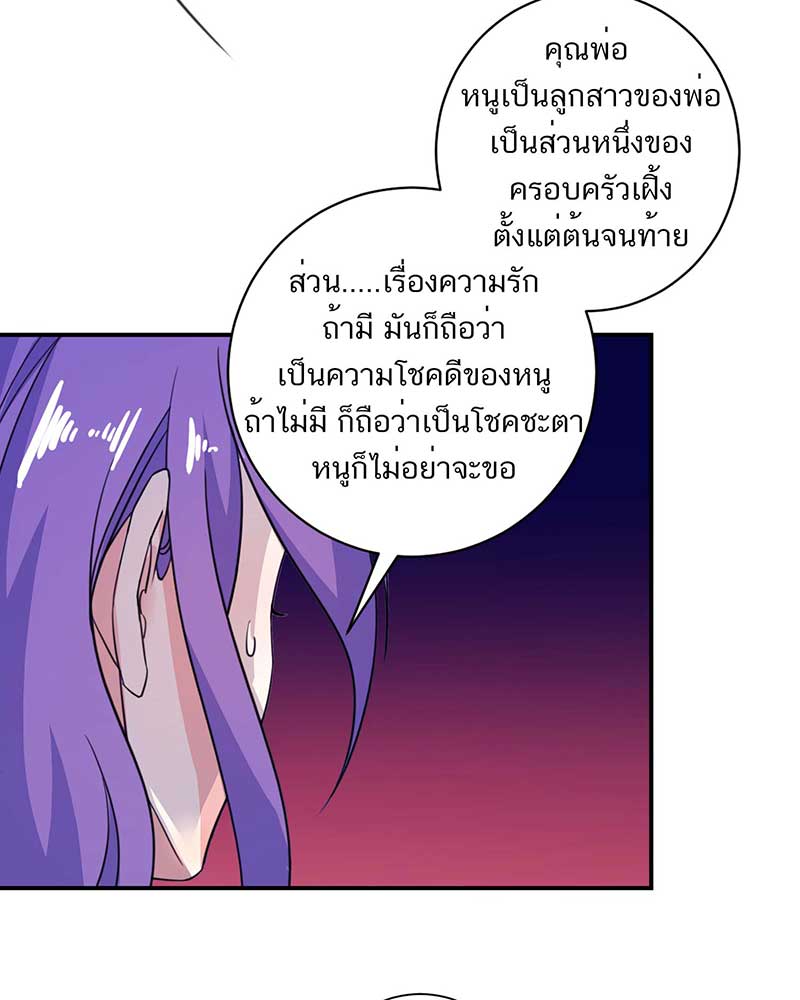 คุณพ่อ
หนูเป็นลูกสาวของพ่อ
เป็นส่วนหนึ่งของ
ครอบครัวเฝิ้ง
ตั้งแต่ต้นจนท้าย
ส่วน.....เรื่องความรัก
ถ้ามี มันก็ถือว่า
เป็นความโชคดีของหนู
ถ้าไม่มี ก็ถือว่าเป็นโชคชะตา
หนูก็ไม่อย่าจะขอ